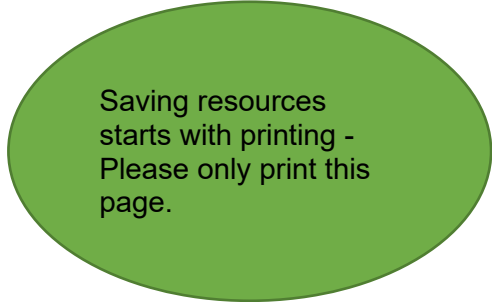 Saving resources
starts with printing -
Please only print this
page.